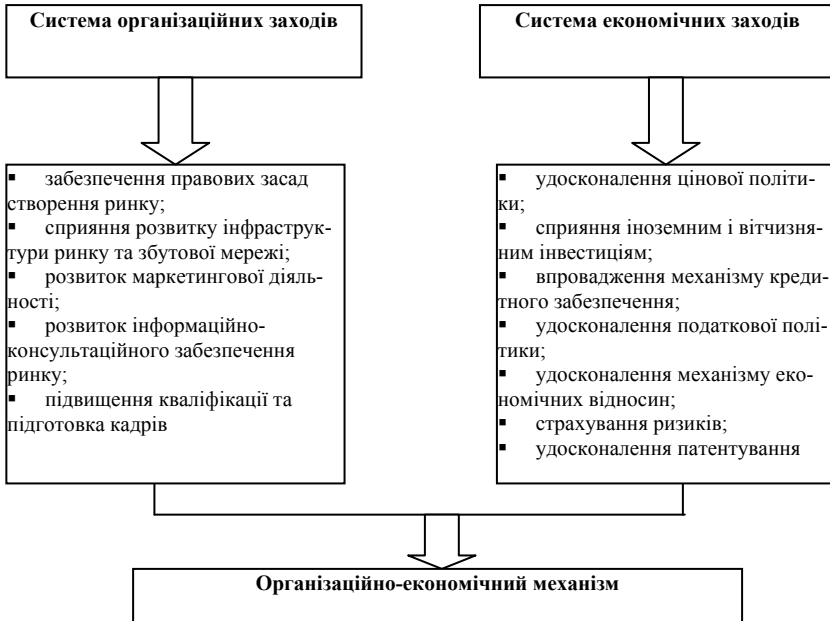 Система організаційних заходів
Система економічних заходів
▪ забезпечення правових засад
створення ринку;
▪ сприяння розвитку інфраструк-
тури ринку та збутової мережі;
▪ розвиток маркетингової діяль-
ності;
▪ розвиток інформаційно-
консультаційного забезпечення
ринку;
▪ підвищення кваліфікації та
підготовка кадрів
▪ удосконалення цінової політи-
ки;
▪ сприяння іноземним і вітчизня-
ним інвестиціям;
▪ впровадження механізму креди-
тного забезпечення;
▪ удосконалення податкової полі-
тики;
▪ удосконалення механізму еко-
номічних відносин;
▪ страхування ризиків;
▪ удосконалення патентування
Організаційно-економічний механізм